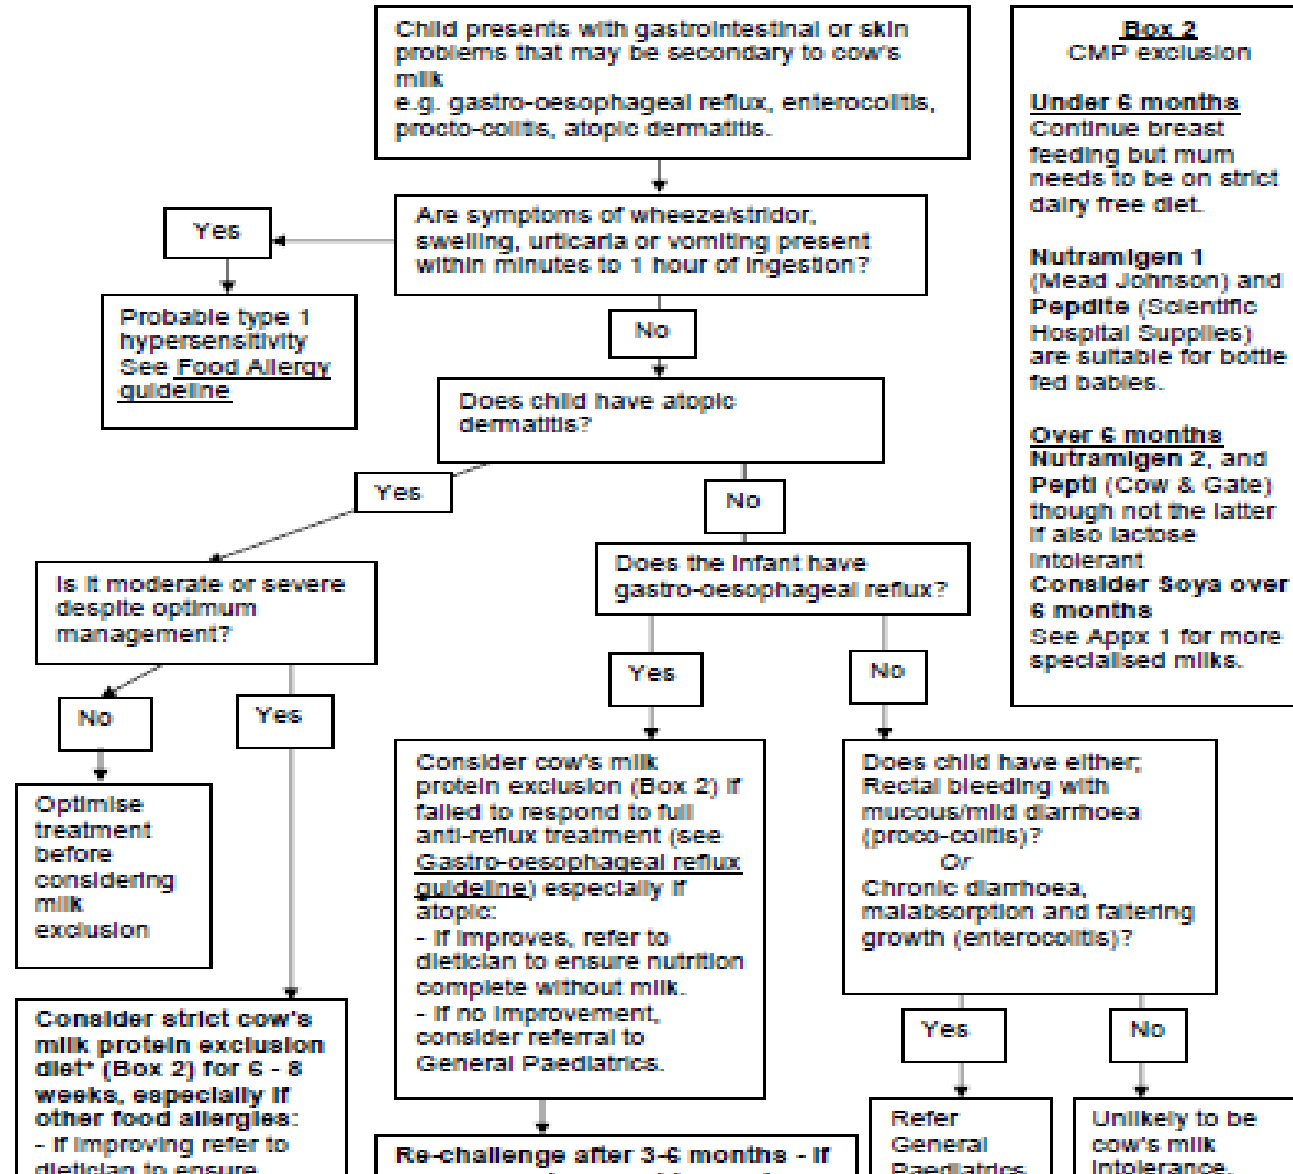 Child presents with gastrointestinal or skin
problems that may be secondary to cow's
milk
e.g. gastro-oesophageal reflux, enterocolitis,
procto-colitis, atopic dermatitis.
Are symptoms of wheeze/stridor,
swelling, urticaria or vomiting present
within minutes to 1 hour of ingestion?
Yes
Probable type 1
hypersensitivity
See Food Allergy
guideline
No
Does child have atopic
dermatitis?
Yes
No
Is it moderate or severe
despite optimum
management?
Does the infant have
gastro-oesophageal reflux?
No
Yes
Yes
No
Optimise
treatment
before
considering
milk
exclusion
Consider strict cow's
milk protein exclusion
diet* (Box 2) for 6 - 8
weeks, especially if
other food allergies:
- If improving refer to
dietician to ensure
Consider cow's milk
protein exclusion (Box 2) if
failed to respond to full
anti-reflux treatment (see
Gastro-oesophageal reflux
guideline) especially if
atopic:
- If improves, refer to
dietician to ensure nutrition
complete without milk.
- If no improvement,
consider referral to
General Paediatrics.
Re-challenge after 3-6 months - If
Does child have either;
Rectal bleeding with
mucous/mild diarrhoea
(proco-colitis)?
Or
Chronic diarrhoea,
malabsorption and faltering
growth (enterocolitis)?
Yes
No
Refer
General
Paediatrics
Unlikely to be
cow's milk
intolerance.
Box 2
CMP exclusion
Under 6 months
Continue breast
feeding but mum
needs to be on strict
dairy free diet.
Nutramigen 1
(Mead Johnson) and
Pepdite (Scientific
Hospital Supplies)
are suitable for bottle
fed babies.
Over 6 months
Nutramigen 2, and
Pepti (Cow & Gate)
though not the latter
if also lactose
intolerant
Consider Soya over
6 months
See Appx 1 for more
specialised milks.